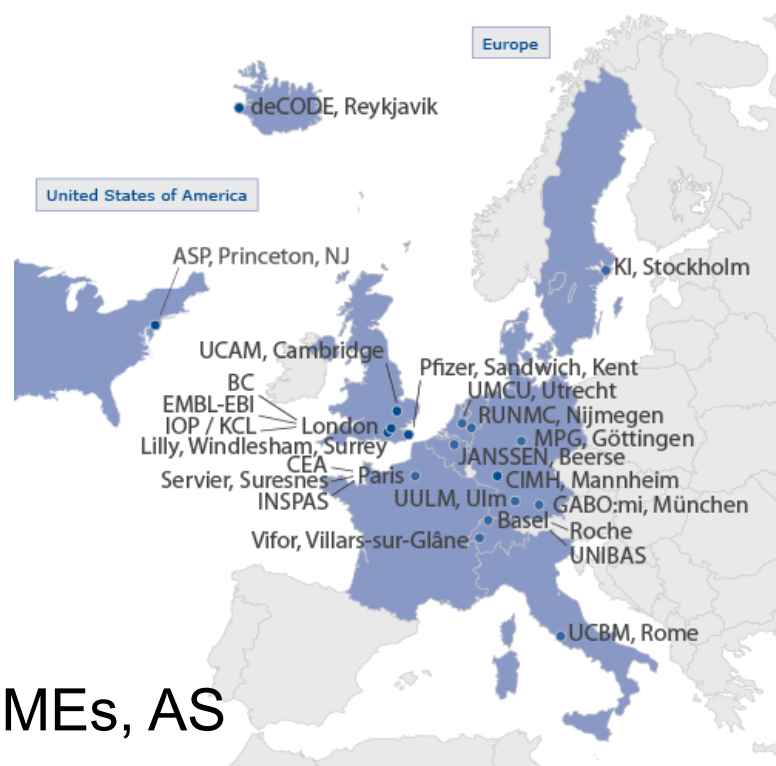 Europe
deCODE, Reykjavik
United States of America
ASP, Princeton, NJ
KI, Stockholm
UCAM, Cambridge
Pfizer, Sandwich, Kent
BC
UMCU, Utrecht
EMBL-EBI
RUNMC, Nijmegen
IOP / KCL
London
MPG, Göttingen
Lilly, Windlesham, Surrey
JANSSEN, Beerse
CEA
Servier, Suresnes
Paris
CIMH, Mannheim
INSPAS
UULM, Ulm
GABO:mi, München
Basel
Roche
Vifor, Villars-sur-Glâne
UNIBAS
UCBM, Rome
MEs, AS